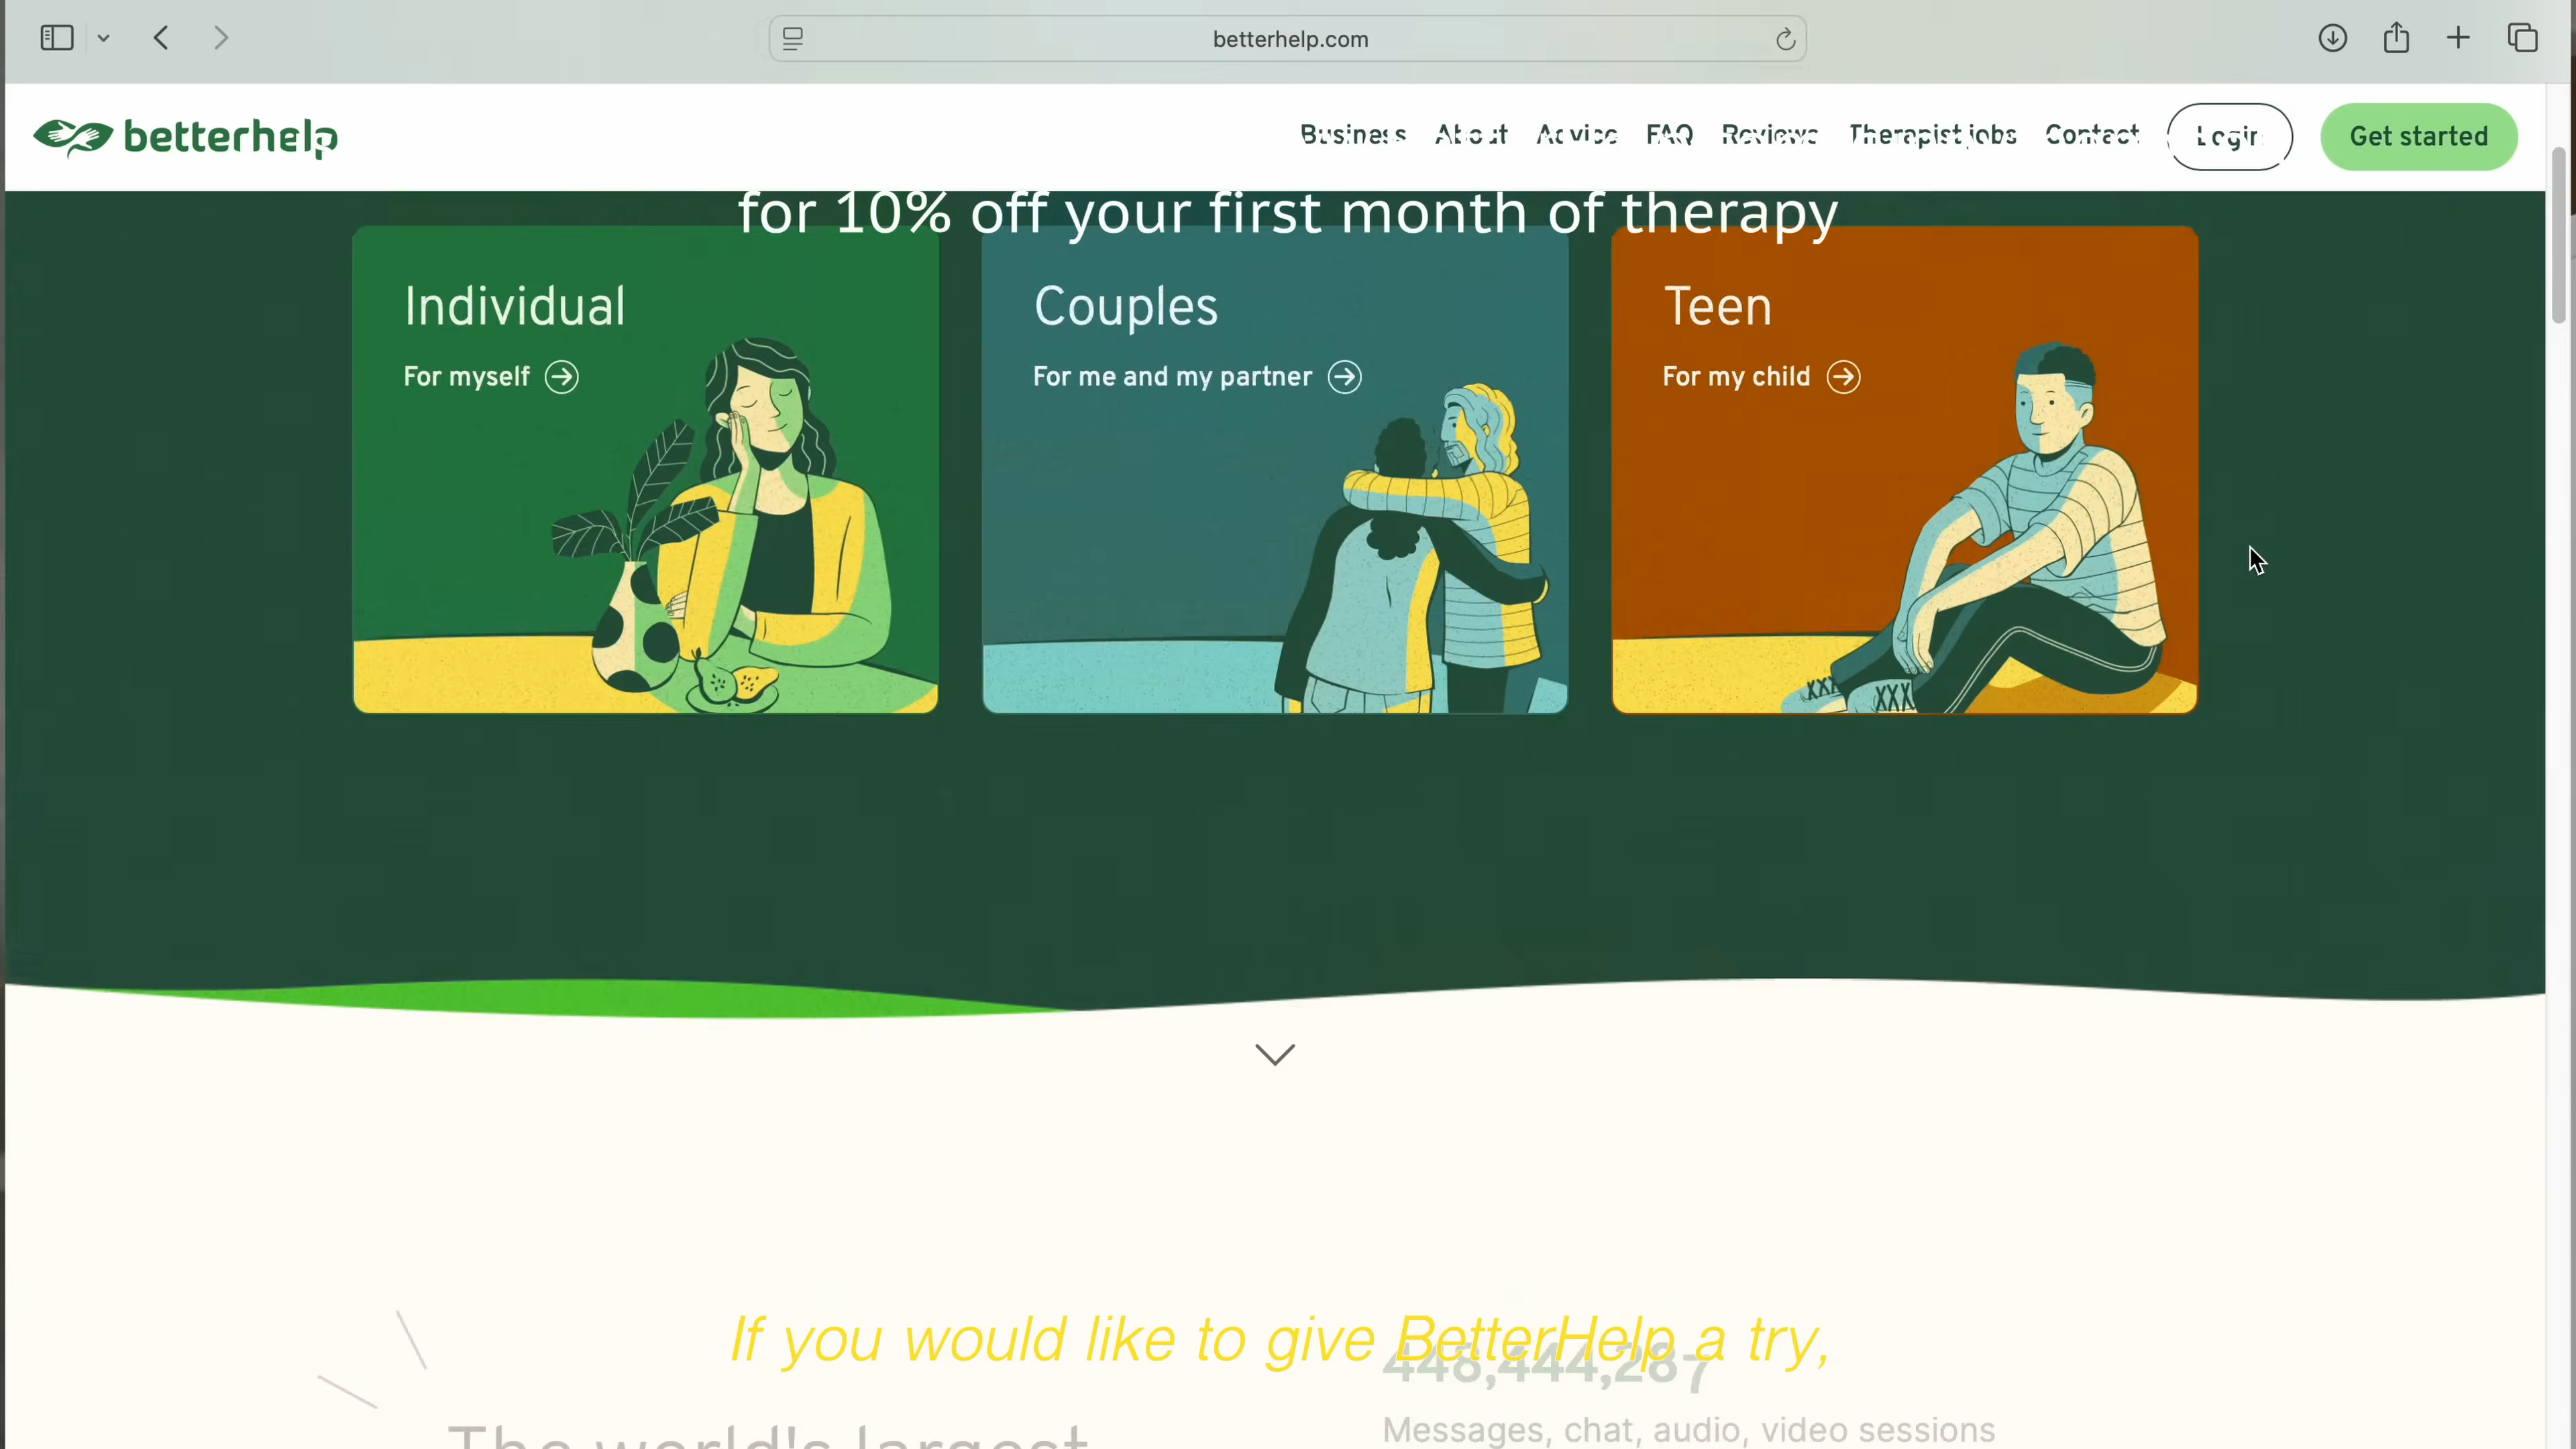 betterhelp.com
betterhelp
Business About Advice FAQ Reviews Therapist jobs Contact Login Get started
for 10% off your first month of therapy
Individual
For myself
Couples
For me and my partner
Teen
For my child
If you would like to give BetterHelp a try,
448,444,287
The world's largest
Messages, chat, audio, video sessions